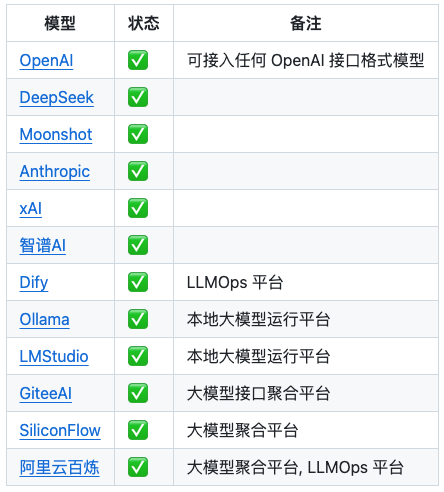 模型 状态 备注
OpenAI ✅ 可接入任何 OpenAI 接口格式模型
DeepSeek ✅
Moonshot ✅
Anthropic ✅
xAI ✅
智谱AI ✅
Dify ✅ LLMOps 平台
Ollama ✅ 本地大模型运行平台
LMStudio ✅ 本地大模型运行平台
GiteeAI ✅ 大模型接口聚合平台
SiliconFlow ✅ 大模型聚合平台
阿里云百炼 ✅ 大模型聚合平台, LLMOps 平台